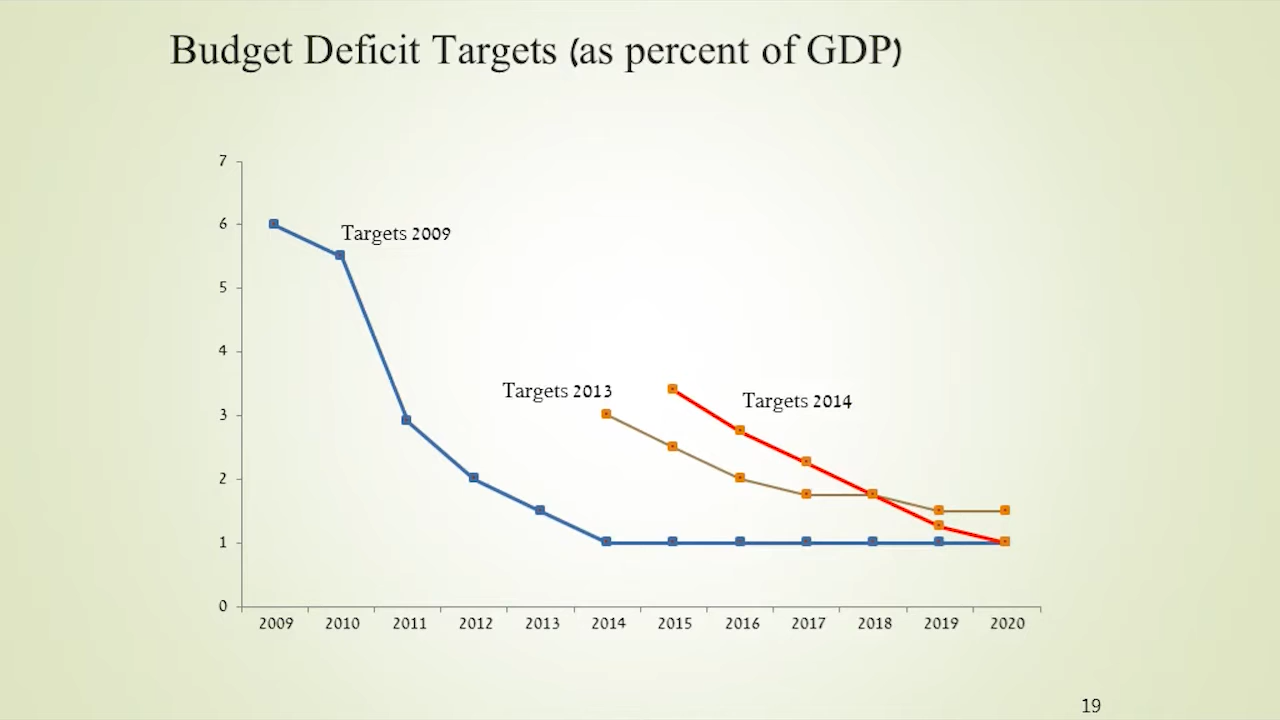 Budget Deficit Targets (as percent of GDP)
7
6
5
4
3
2
1
0
Targets 2009
Targets 2013
Targets 2014
2009 2010 2011 2012 2013 2014 2015 2016 2017 2018 2019 2020
19